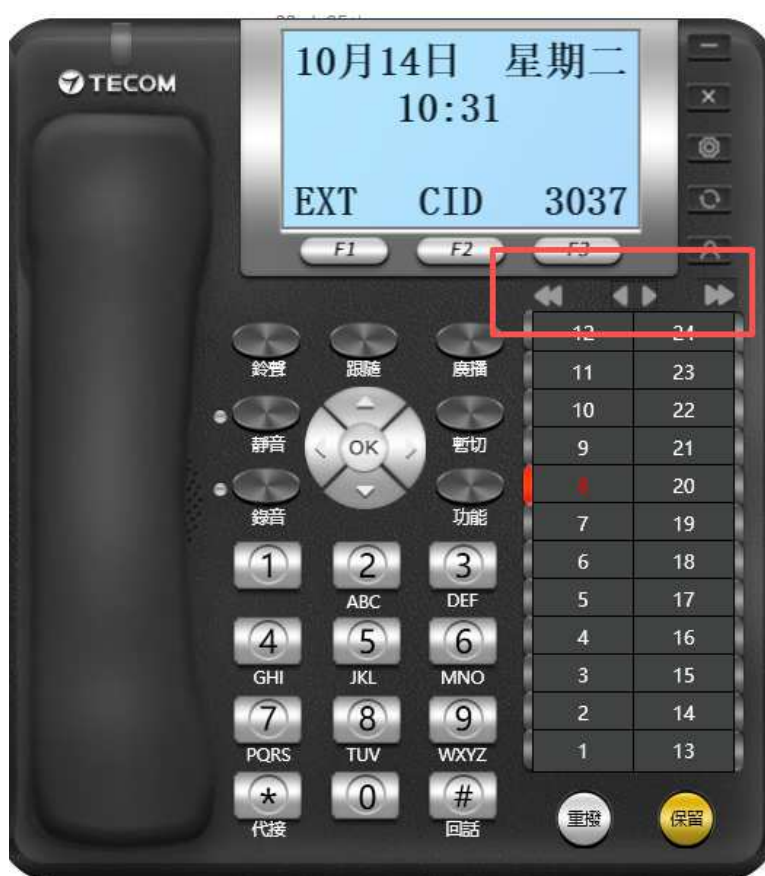 TECOM
10月14日 星期二
10:31
EXT CID 3037
F1 F2 F3
鈴聲 跟隨 廣播
靜音 OK 暫切
錄音 功能
12 24
11 23
10 22
9 21
8 20
7 19
6 18
5 17
4 16
3 15
2 14
1 13
1 2 3
ABC DEF
4 5 6
GHI JKL MNO
7 8 9
PQRS TUV WXYZ
* 0 #
代接 回話
重撥 保留